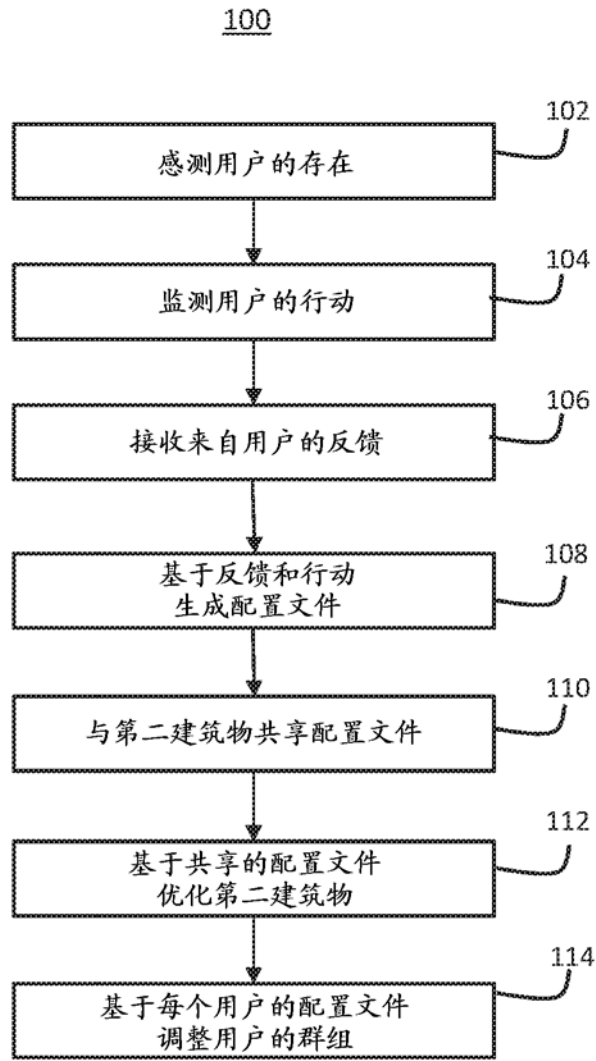 100
102
感测用户的存在
104
监测用户的行动
106
接收来自用户的反馈
108
基于反馈和行动
生成配置文件
110
与第二建筑物共享配置文件
112
基于共享的配置文件
优化第二建筑物
114
基于每个用户的配置文件
调整用户的群组